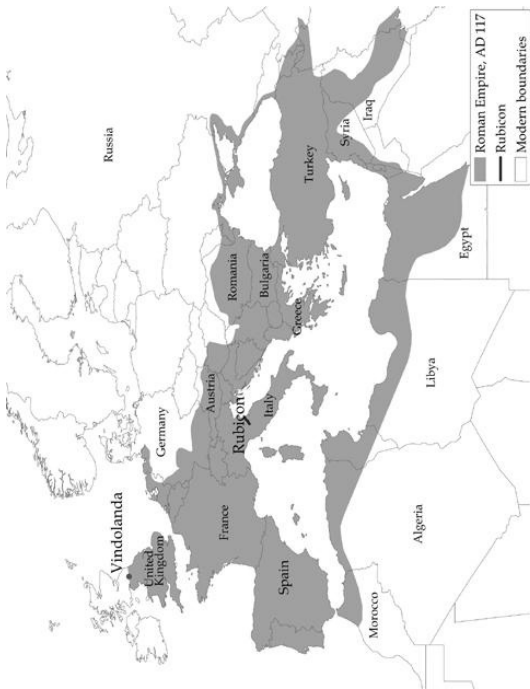 Russia
Vindolanda
United
Kingdom
Germany
France
Austria
Romania
Bulgaria
Rubicon
Italy
Greece
Turkey
Syria
Iraq
Spain
Morocco
Algeria
Libya
Egypt
Roman Empire, AD 117
Rubicon
Modern boundaries